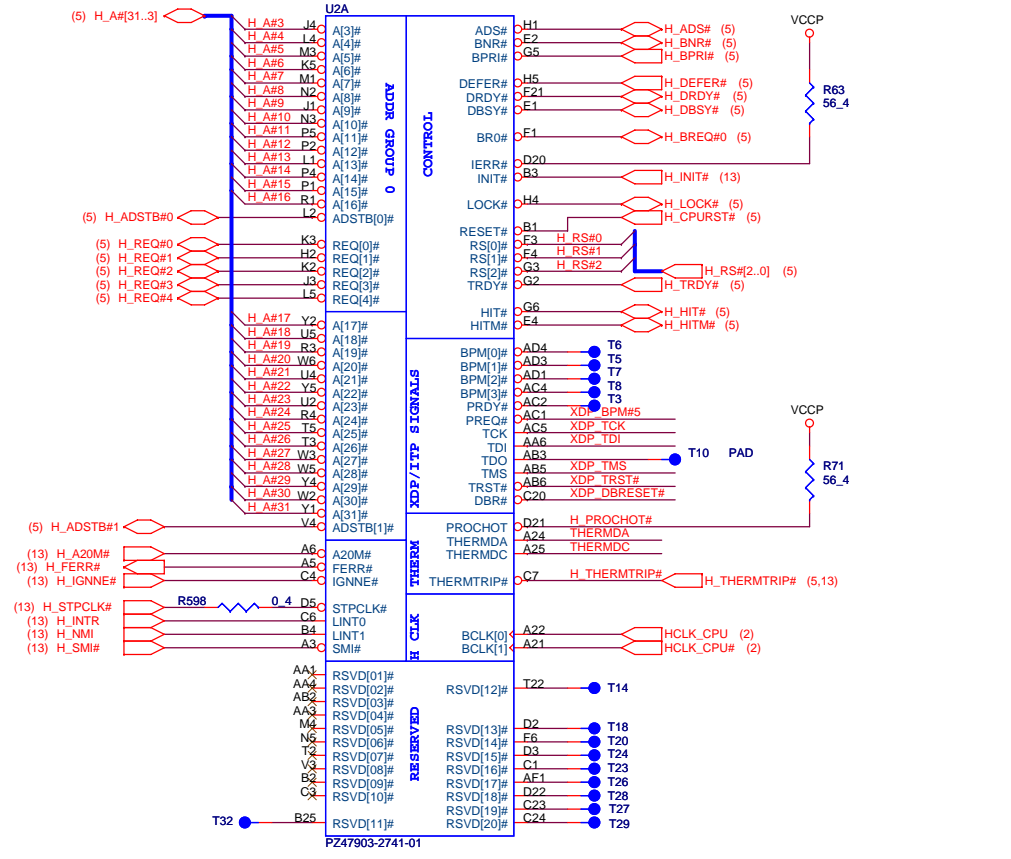 U2A
(5) H_A#[31..3]
H_A#3 J4 A[3]#
H_A#4 L4 A[4]#
H_A#5 M3 A[5]#
H_A#6 K5 A[6]#
H_A#7 M1 A[7]#
H_A#8 N2 A[8]#
H_A#9 J1 A[9]#
H_A#10 N3 A[10]#
H_A#11 P5 A[11]#
H_A#12 P2 A[12]#
H_A#13 L1 A[13]#
H_A#14 P4 A[14]#
H_A#15 P1 A[15]#
H_A#16 R1 A[16]#
(5) H_ADSTB#0 L2 ADSTB[0]#
(5) H_REQ#0 K3 REQ[0]#
(5) H_REQ#1 H2 REQ[1]#
(5) H_REQ#2 K2 REQ[2]#
(5) H_REQ#3 J3 REQ[3]#
(5) H_REQ#4 L5 REQ[4]#
H_A#17 Y2 A[17]#
H_A#18 U5 A[18]#
H_A#19 R3 A[19]#
H_A#20 W6 A[20]#
H_A#21 U4 A[21]#
H_A#22 Y5 A[22]#
H_A#23 U2 A[23]#
H_A#24 R4 A[24]#
H_A#25 T5 A[25]#
H_A#26 T3 A[26]#
H_A#27 W3 A[27]#
H_A#28 W5 A[28]#
H_A#29 Y4 A[29]#
H_A#30 W2 A[30]#
H_A#31 Y1 A[31]#
(5) H_ADSTB#1 V4 ADSTB[1]#
(13) H_A20M# A6 A20M#
(13) H_FERR# A5 FERR#
(13) H_IGNNE# C4 IGNNE#
(13) H_STPCLK# R598 0_4 D5 STPCLK#
(13) H_INTR C6 LINT0
(13) H_NMI B4 LINT1
(13) H_SMI# A3 SMI#
AA1 RSVD[01]#
AA4 RSVD[02]#
AB2 RSVD[03]#
AA3 RSVD[04]#
M4 RSVD[05]#
N5 RSVD[06]#
T2 RSVD[07]#
V3 RSVD[08]#
B2 RSVD[09]#
C3 RSVD[10]#
T32 B25 RSVD[11]#
ADDR GROUP 0
CONTROL
XDP/ITP SIGNALS
THERM
H CLK
RESERVED
ADS# H1 H_ADS# (5)
BNR# E2 H_BNR# (5)
BPRI# G5 H_BPRI# (5)
DEFER# H5 H_DEFER# (5)
DRDY# F21 H_DRDY# (5)
DBSY# E1 H_DBSY# (5)
BR0# F1 H_BREQ#0 (5)
IERR# D20
INIT# B3 H_INIT# (13)
LOCK# H4 H_LOCK# (5)
RESET# B1 H_CPURST# (5)
RS[0]# F3 H_RS#0
RS[1]# F4 H_RS#1
RS[2]# G3 H_RS#2
H_RS#[2..0] (5)
TRDY# G2 H_TRDY# (5)
HIT# G6 H_HIT# (5)
HITM# E4 H_HITM# (5)
VCCP
R63
56_4
BPM[0]# AD4 T6
BPM[1]# AD3 T5
BPM[2]# AD1 T7
BPM[3]# AC4 T8
PRDY# AC2 T3
PREQ# AC1 XDP_BPM#5
TCK AC5 XDP_TCK
TDI AA6 XDP_TDI
TDO AB3 T10 PAD
TMS AB5 XDP_TMS
TRST# AB6 XDP_TRST#
DBR# C20 XDP_DBRESET#
VCCP
R71
56_4
PROCHOT D21 H_PROCHOT#
THERMDA A24 THERMDA
THERMDC A25 THERMDC
THERMTRIP# C7 H_THERMTRIP# H_THERMTRIP# (5,13)
BCLK[0] A22 HCLK_CPU (2)
BCLK[1] A21 HCLK_CPU# (2)
RSVD[12]# T22 T14
RSVD[13]# D2 T18
RSVD[14]# F6 T20
RSVD[15]# D3 T24
RSVD[16]# C1 T23
RSVD[17]# AF1 T26
RSVD[18]# D22 T28
RSVD[19]# C23 T27
RSVD[20]# C24 T29
PZ47903-2741-01